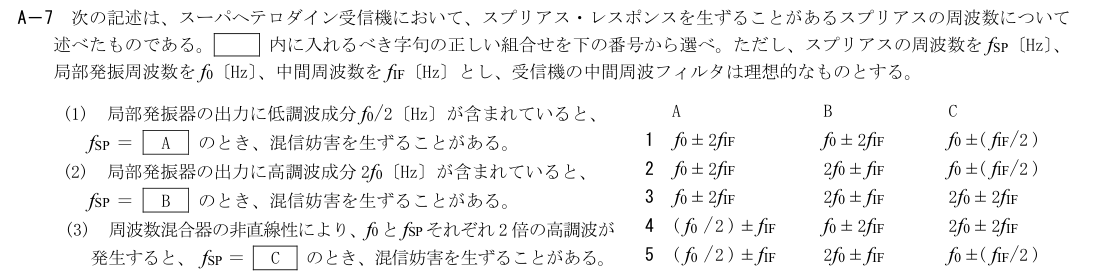 A－7　次の記述は、スーパヘテロダイン受信機において、スプリアス・レスポンスを生ずることがあるスプリアスの周波数について
述べたものである。□内に入れるべき字句の正しい組合せを下の番号から選べ。ただし、スプリアスの周波数をfSP〔Hz〕、
局部発振周波数をf0〔Hz〕、中間周波数をfIF〔Hz〕とし、受信機の中間周波フィルタは理想的なものとする。
(1)　局部発振器の出力に低調波成分f0/2〔Hz〕が含まれていると、
fSP＝ A のとき、混信妨害を生ずることがある。
(2)　局部発振器の出力に高調波成分2f0〔Hz〕が含まれていると、
fSP＝ B のとき、混信妨害を生ずることがある。
(3)　周波数混合器の非直線性により、f0とfSPそれぞれ2倍の高調波が
発生すると、fSP＝ C のとき、混信妨害を生ずることがある。
A　B　C
1　f0±2fIF　f0±2fIF　f0±(fIF/2)
2　f0±2fIF　2f0±fIF　f0±(fIF/2)
3　f0±2fIF　2f0±fIF　2f0±2fIF
4　(f0/2)±fIF　f0±2fIF　2f0±2fIF
5　(f0/2)±fIF　2f0±fIF　f0±(fIF/2)